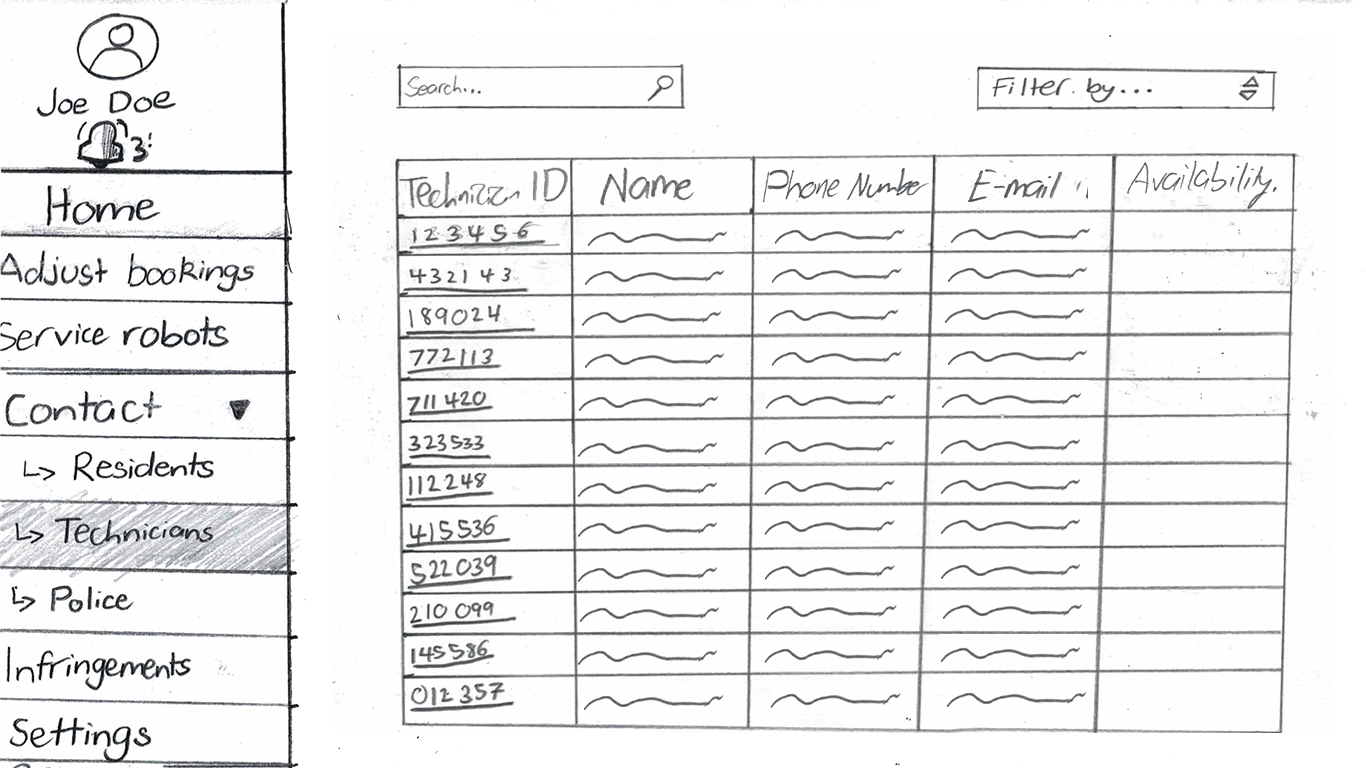 Joe Doe
3
Home
Adjust bookings
Service robots
Contact
Residents
Technicians
Police
Infringements
Settings
Search...
Filter by...
Technician ID Name Phone Number E-mail Availability.
123456
432143
189024
772113
711420
323533
112248
415536
522039
210099
145586
012357